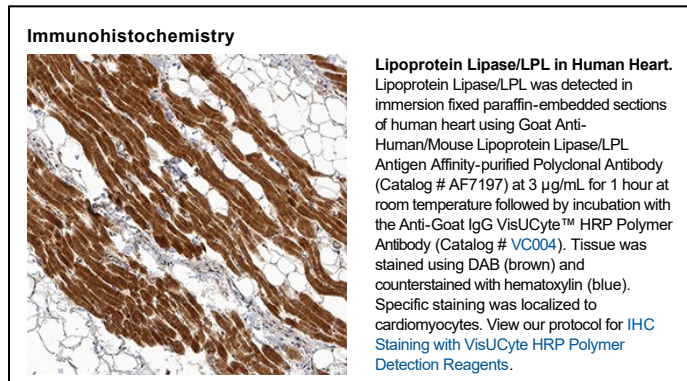 Immunohistochemistry
Lipoprotein Lipase/LPL in Human Heart.
Lipoprotein Lipase/LPL was detected in
immersion fixed paraffin-embedded sections
of human heart using Goat Anti-
Human/Mouse Lipoprotein Lipase/LPL
Antigen Affinity-purified Polyclonal Antibody
(Catalog # AF7197) at 3 µg/mL for 1 hour at
room temperature followed by incubation with
the Anti-Goat IgG VisUCyte™ HRP Polymer
Antibody (Catalog # VC004). Tissue was
stained using DAB (brown) and
counterstained with hematoxylin (blue).
Specific staining was localized to
cardiomyocytes. View our protocol for IHC
Staining with VisUCyte HRP Polymer
Detection Reagents.